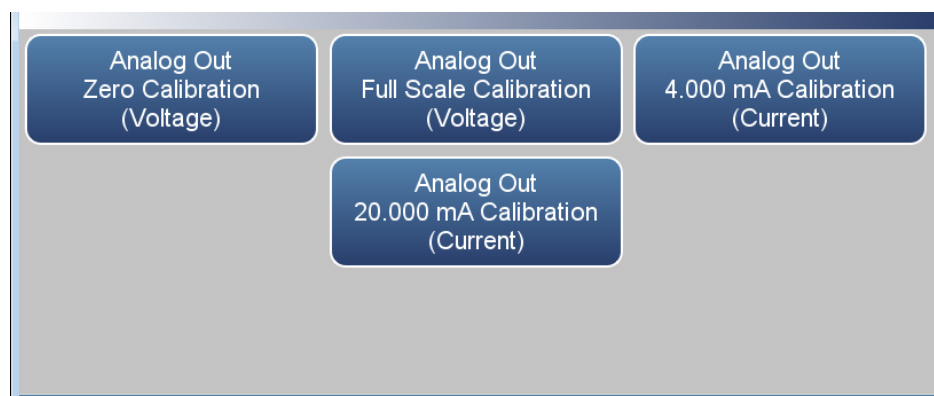 Analog Out
Zero Calibration
(Voltage)
Analog Out
Full Scale Calibration
(Voltage)
Analog Out
4.000 mA Calibration
(Current)
Analog Out
20.000 mA Calibration
(Current)